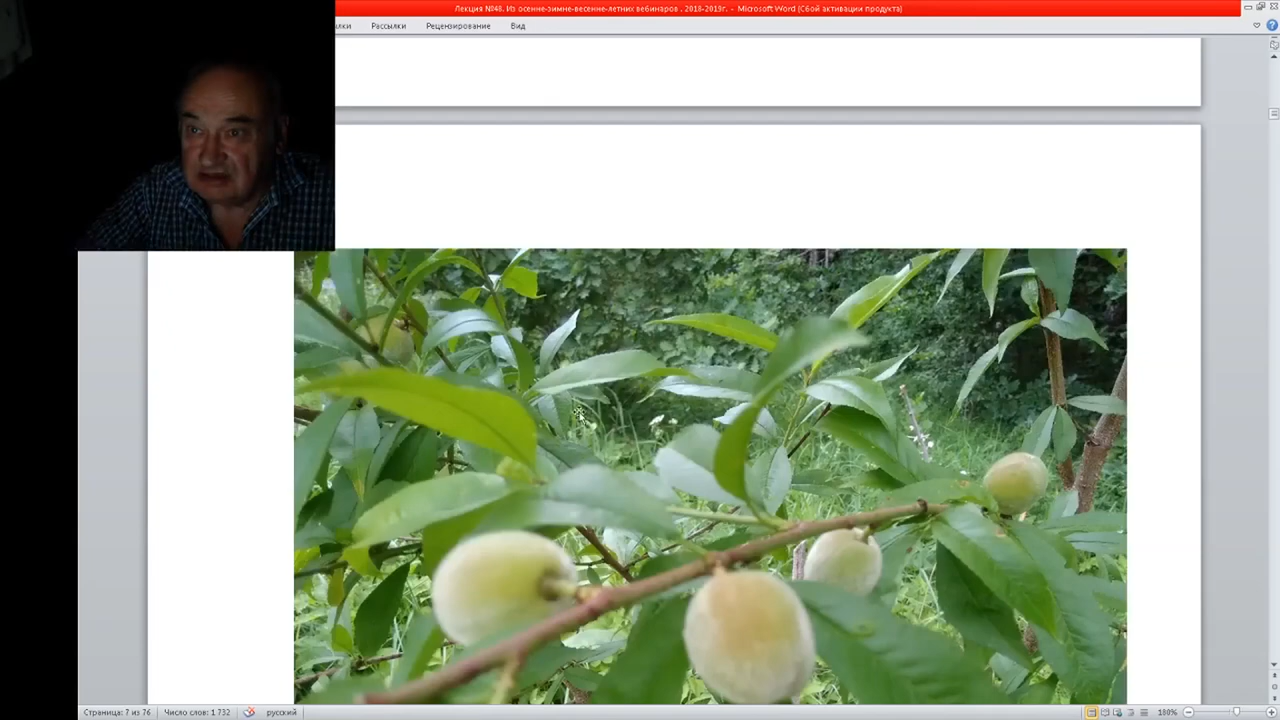 Лекция №48. Из осенне-зимне-весенне-летних вебинаров , 2018-2019г. - Microsoft Word (Сбой активации продукта)
Рассылки Рецензирование Вид
Страница: 7 из 76 Число слов: 1 732 русский 180%